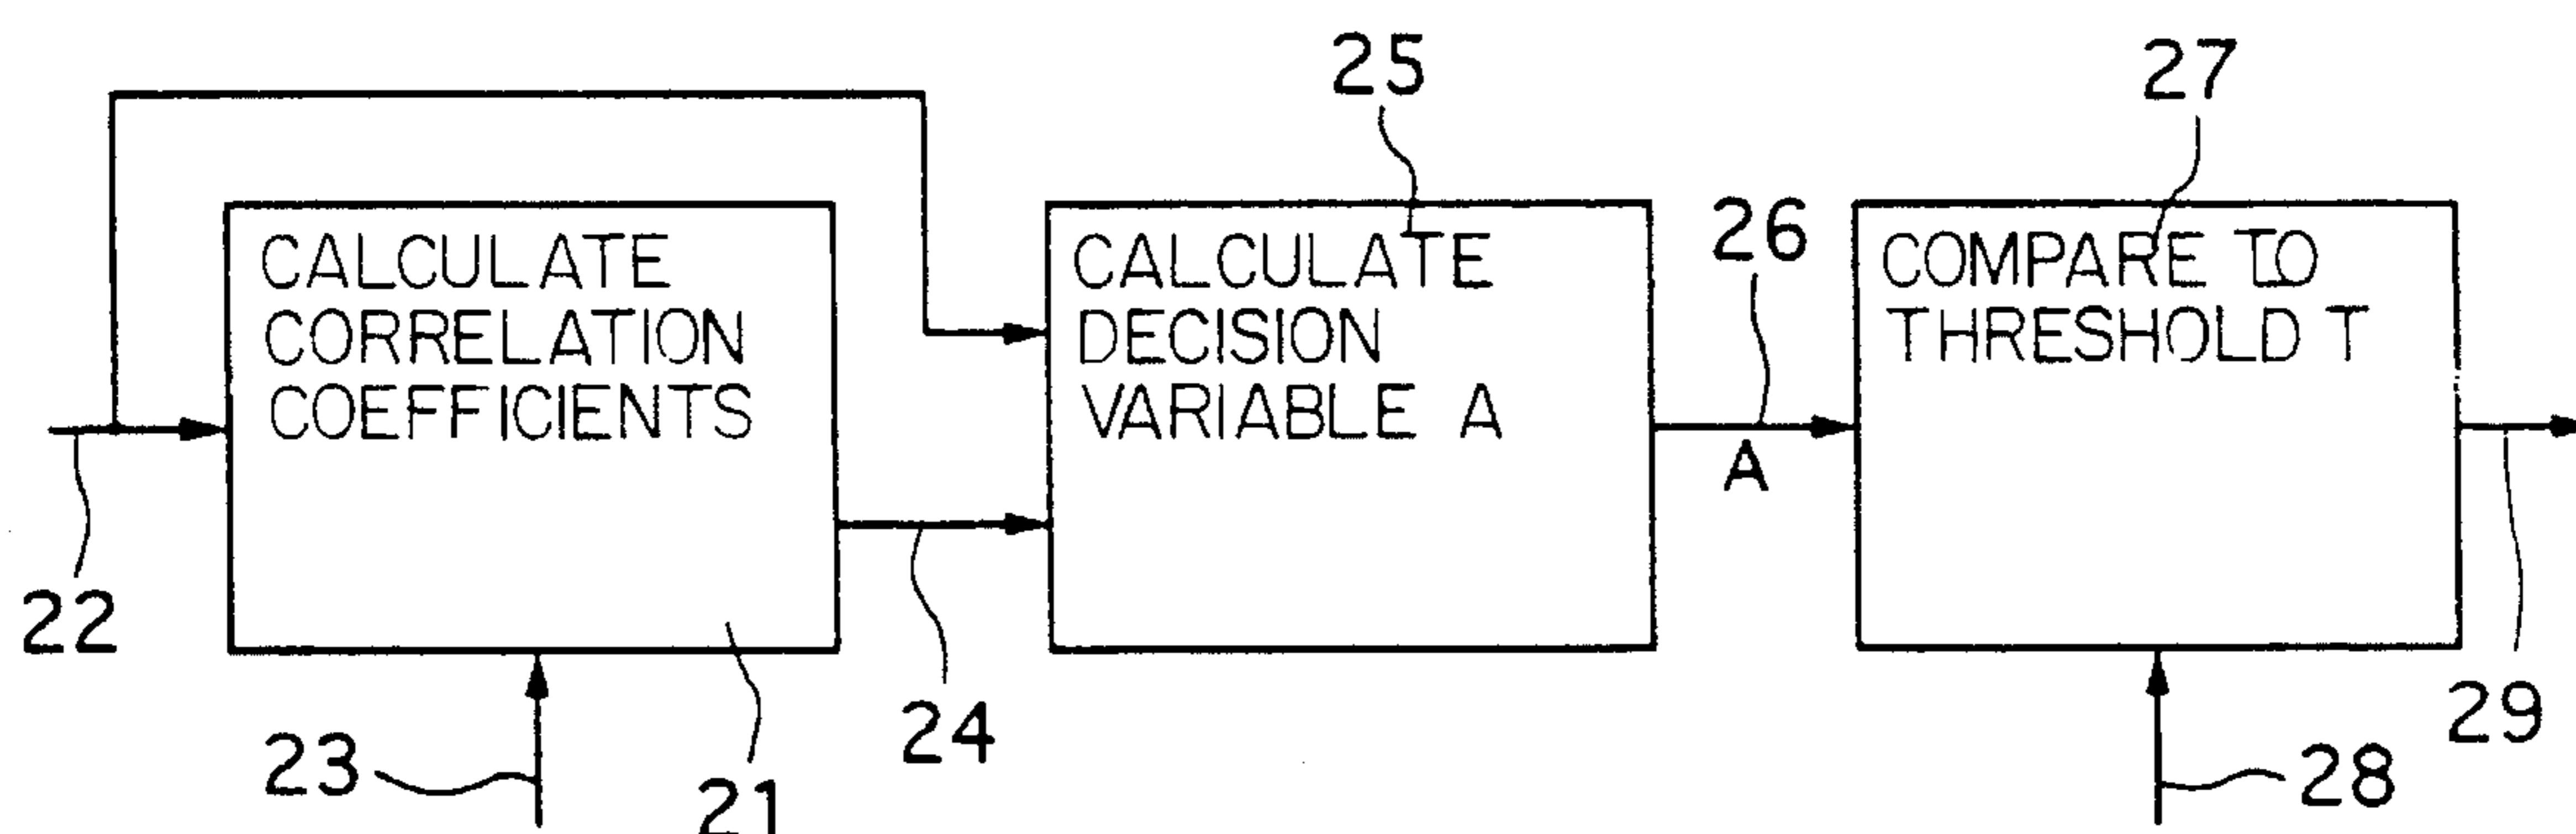 25
27
CALCULATE
CORRELATION
COEFFICIENTS
CALCULATE
DECISION
VARIABLE A
26
A
COMPARE TO
THRESHOLD T
22
23
21
24
28
29